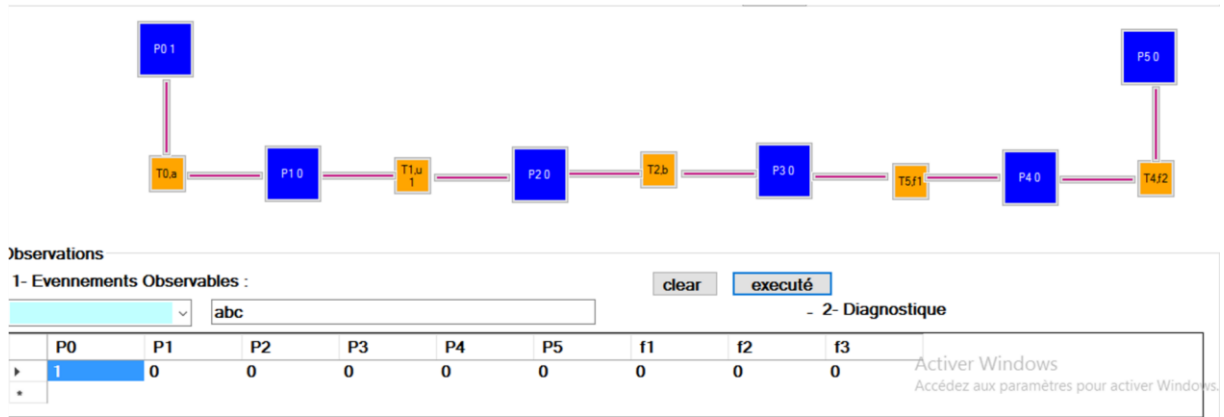 P0 1
P5 0
T0,a
P1 0
T1,u
1
P2 0
T2,b
P3 0
T5,f1
P4 0
T4,f2
Observations
1- Evennements Observables :
clear
executé
abc
- 2- Diagnostique
P0 P1 P2 P3 P4 P5 f1 f2 f3
1 0 0 0 0 0 0 0 0
*
Activer Windows
Accédez aux paramètres pour activer Windows.